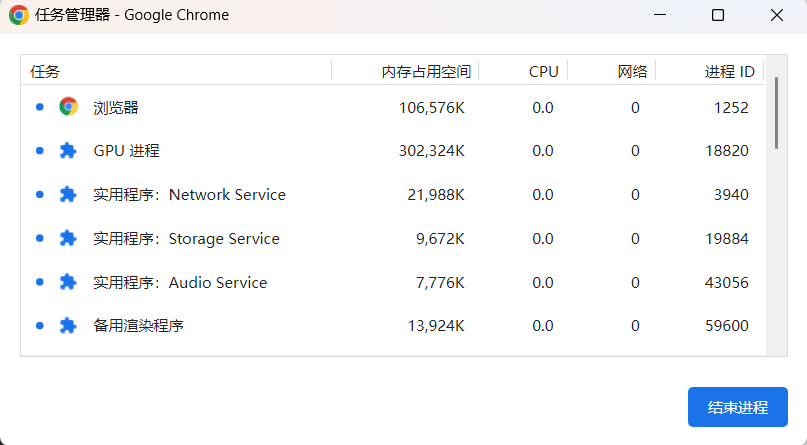 任务管理器 - Google Chrome
任务 内存占用空间 CPU 网络 进程 ID
浏览器 106,576K 0.0 0 1252
GPU 进程 302,324K 0.0 0 18820
实用程序：Network Service 21,988K 0.0 0 3940
实用程序：Storage Service 9,672K 0.0 0 19884
实用程序：Audio Service 7,776K 0.0 0 43056
备用渲染程序 13,924K 0.0 0 59600
结束进程